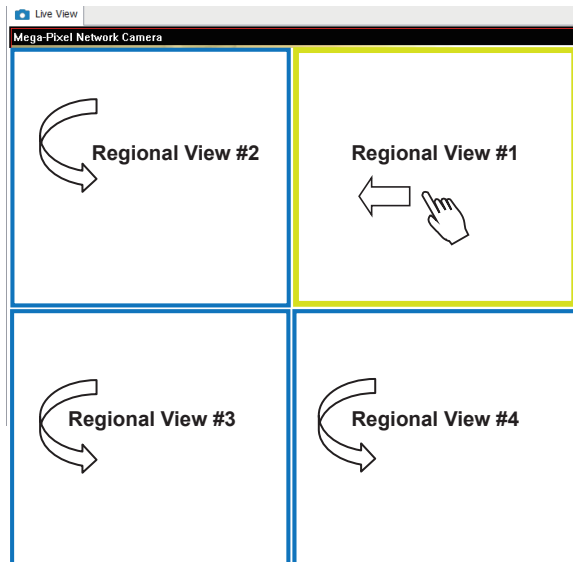 Live View
Mega-Pixel Network Camera
Regional View #2
Regional View #1
Regional View #3
Regional View #4